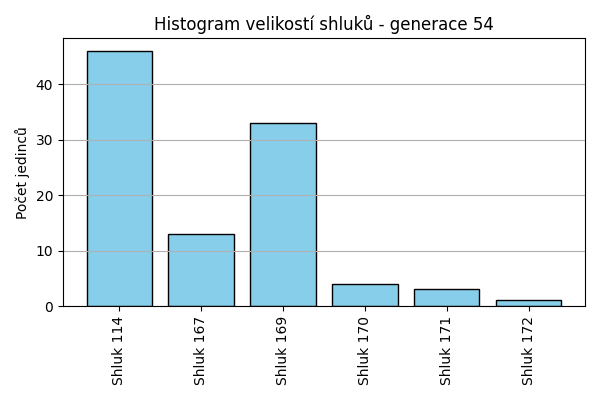 Histogram velikostí shluků - generace 54
Počet jedinců
40
30
20
10
0
Shluk 114
Shluk 167
Shluk 169
Shluk 170
Shluk 171
Shluk 172